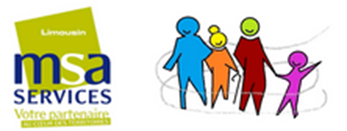 Limousin
msa
SERVICES
Votre partenaire
AU CŒUR DES TERRITOIRES